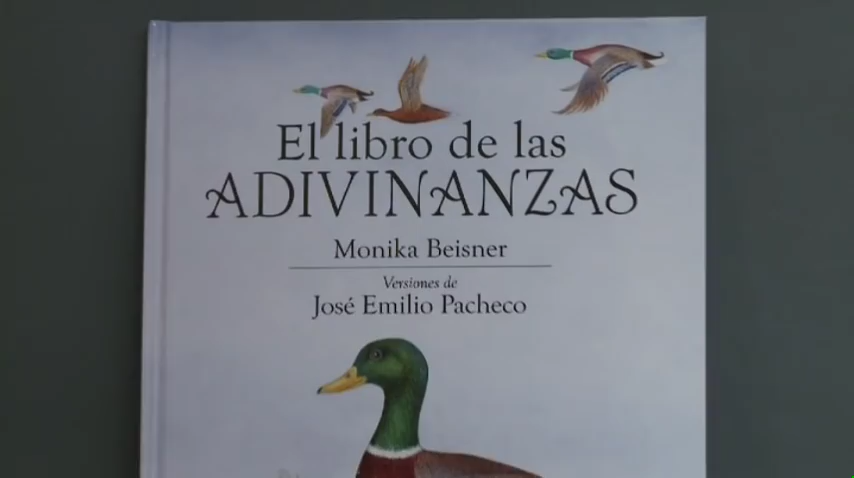 El libro de las
ADIVINANZAS
Monika Beisner
Versiones de
José Emilio Pacheco